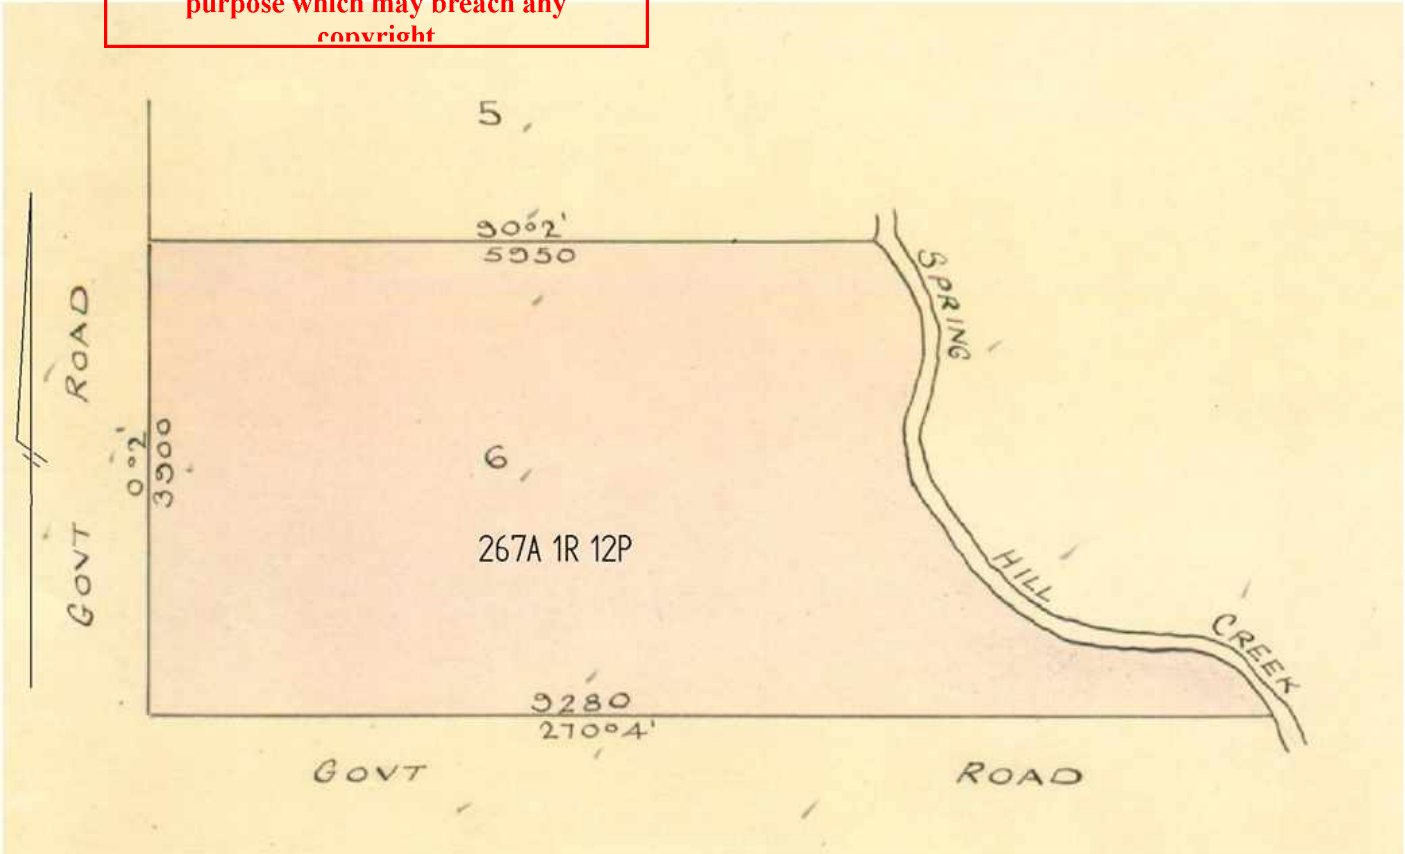 purpose which may breach any
copyright
5
90°2'
5950
SPRING
GOVT ROAD
0°2'
3900
6
267A 1R 12P
HILL
CREEK
9280
270°4'
GOVT ROAD